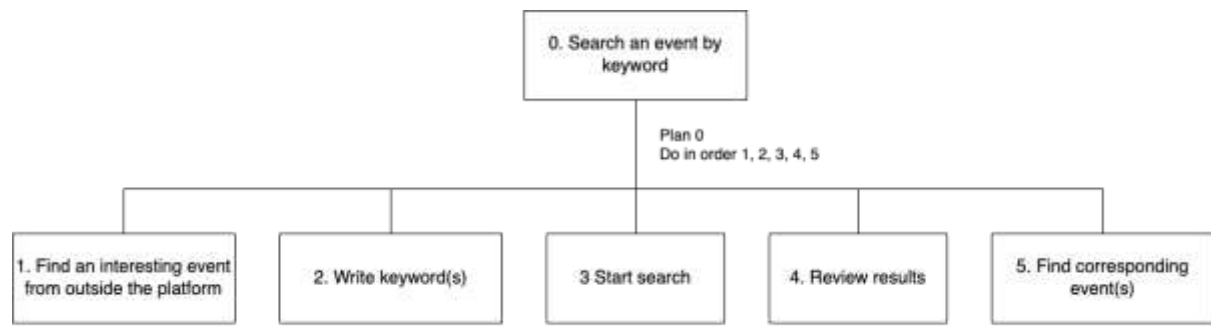 0. Search an event by
keyword
Plan 0
Do in order 1, 2, 3, 4, 5
1. Find an interesting event
from outside the platform
2. Write keyword(s)
3 Start search
4. Review results
5. Find corresponding
event(s)